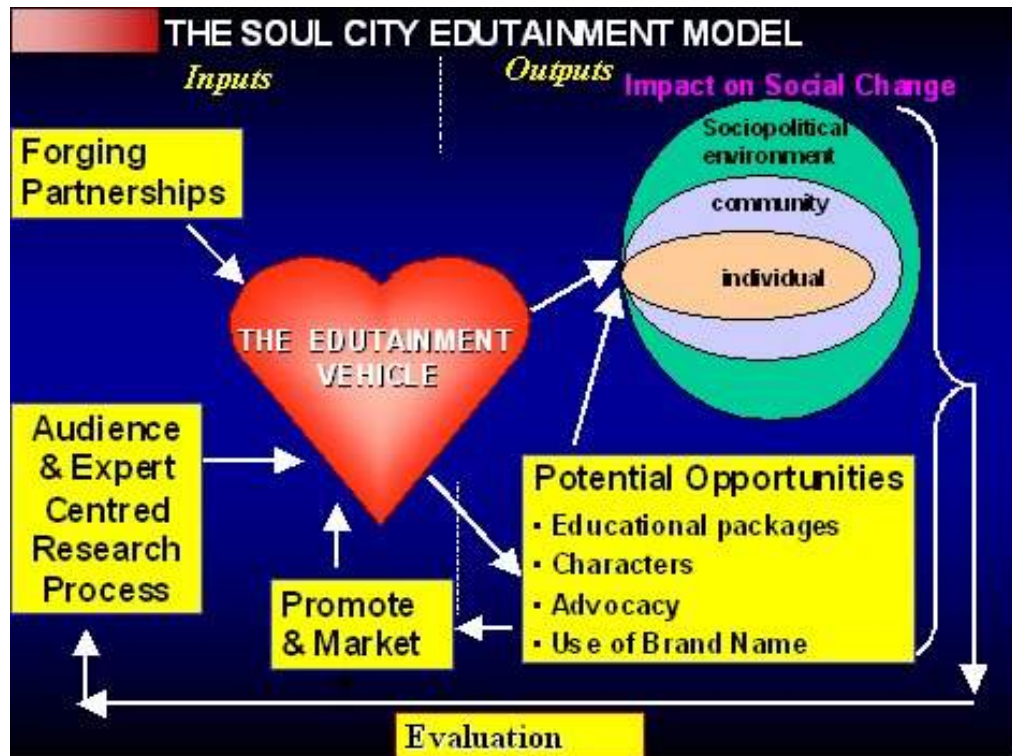 THE SOUL CITY EDUTAINMENT MODEL
Inputs
Outputs
Impact on Social Change
Forging
Partnerships
Sociopolitical
environment
community
individual
THE EDUTAINMENT
VEHICLE
Audience
& Expert
Centred
Research
Process
Promote
& Market
Potential Opportunities
▪ Educational packages
▪ Characters
▪ Advocacy
▪ Use of Brand Name
Evaluation